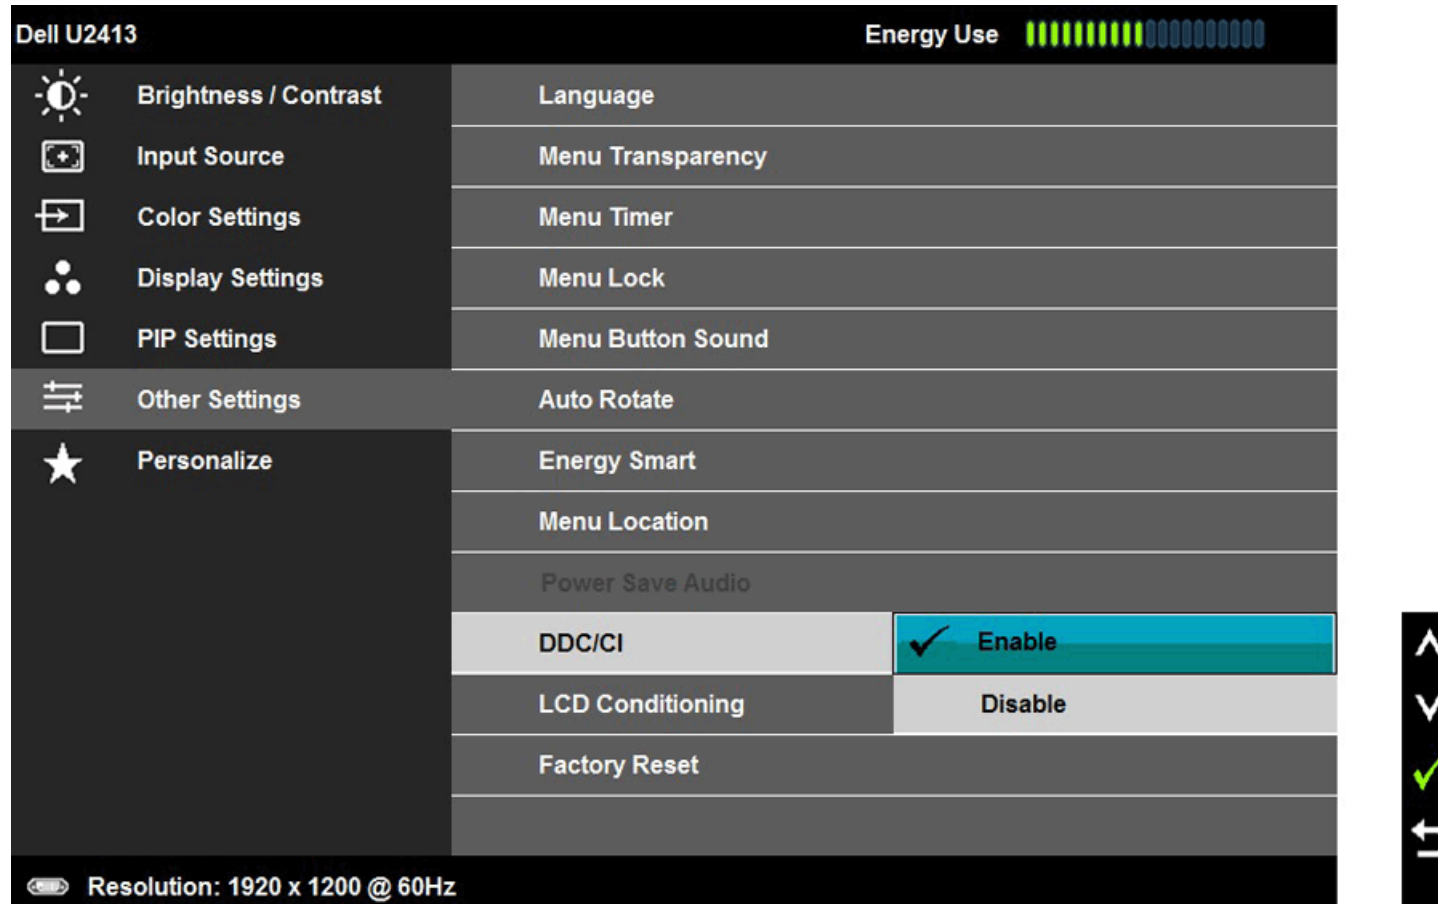 Dell U2413
Energy Use
Brightness / Contrast
Input Source
Color Settings
Display Settings
PIP Settings
Other Settings
Personalize
Language
Menu Transparency
Menu Timer
Menu Lock
Menu Button Sound
Auto Rotate
Energy Smart
Menu Location
Power Save Audio
DDC/CI
Enable
Disable
LCD Conditioning
Factory Reset
Resolution: 1920 x 1200 @ 60Hz